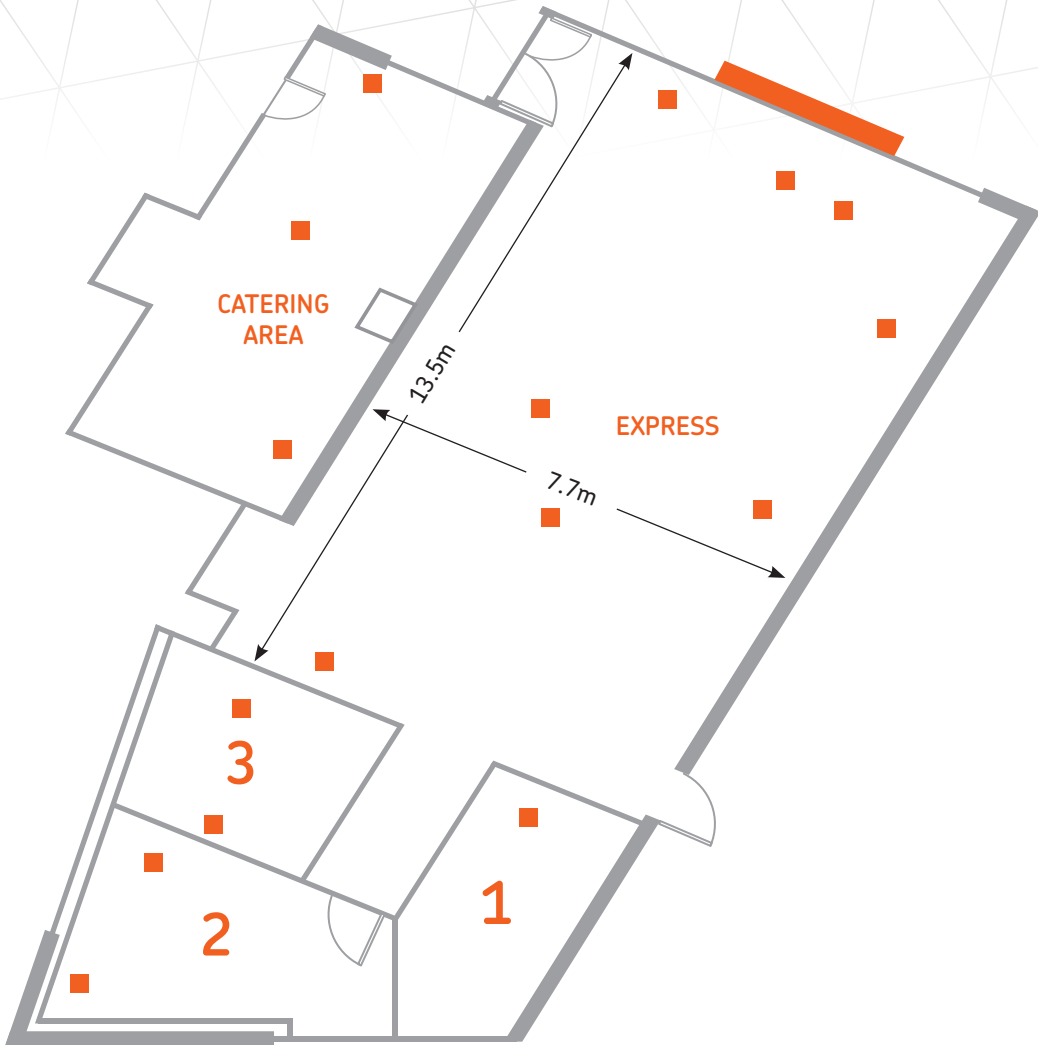 CATERING
AREA
13.5m
EXPRESS
7.7m
3
1
2